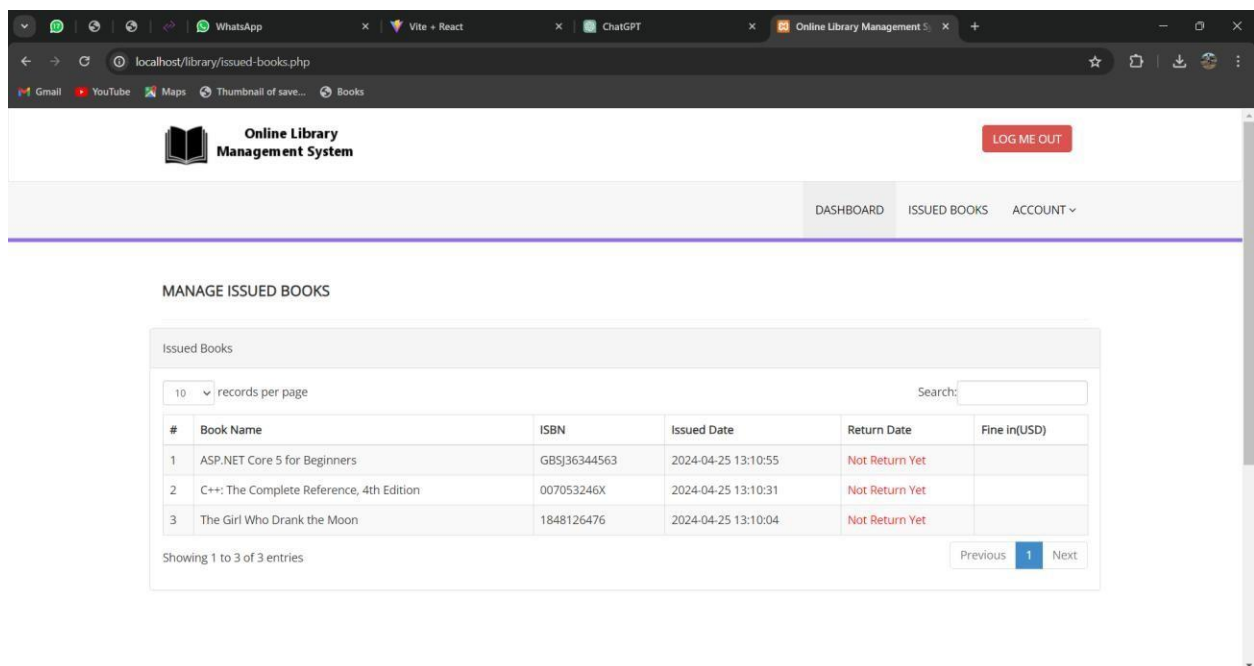 WhatsApp
Vite + React
ChatGPT
Online Library Management S
localhost/library/issued-books.php
Gmail YouTube Maps Thumbnail of save... Books
Online Library
Management System
LOG ME OUT
DASHBOARD ISSUED BOOKS ACCOUNT
MANAGE ISSUED BOOKS
Issued Books
10 records per page Search:
# Book Name ISBN Issued Date Return Date Fine in(USD)
1 ASP.NET Core 5 for Beginners GBSJ36344563 2024-04-25 13:10:55 Not Return Yet
2 C++: The Complete Reference, 4th Edition 007053246X 2024-04-25 13:10:31 Not Return Yet
3 The Girl Who Drank the Moon 1848126476 2024-04-25 13:10:04 Not Return Yet
Showing 1 to 3 of 3 entries Previous 1 Next